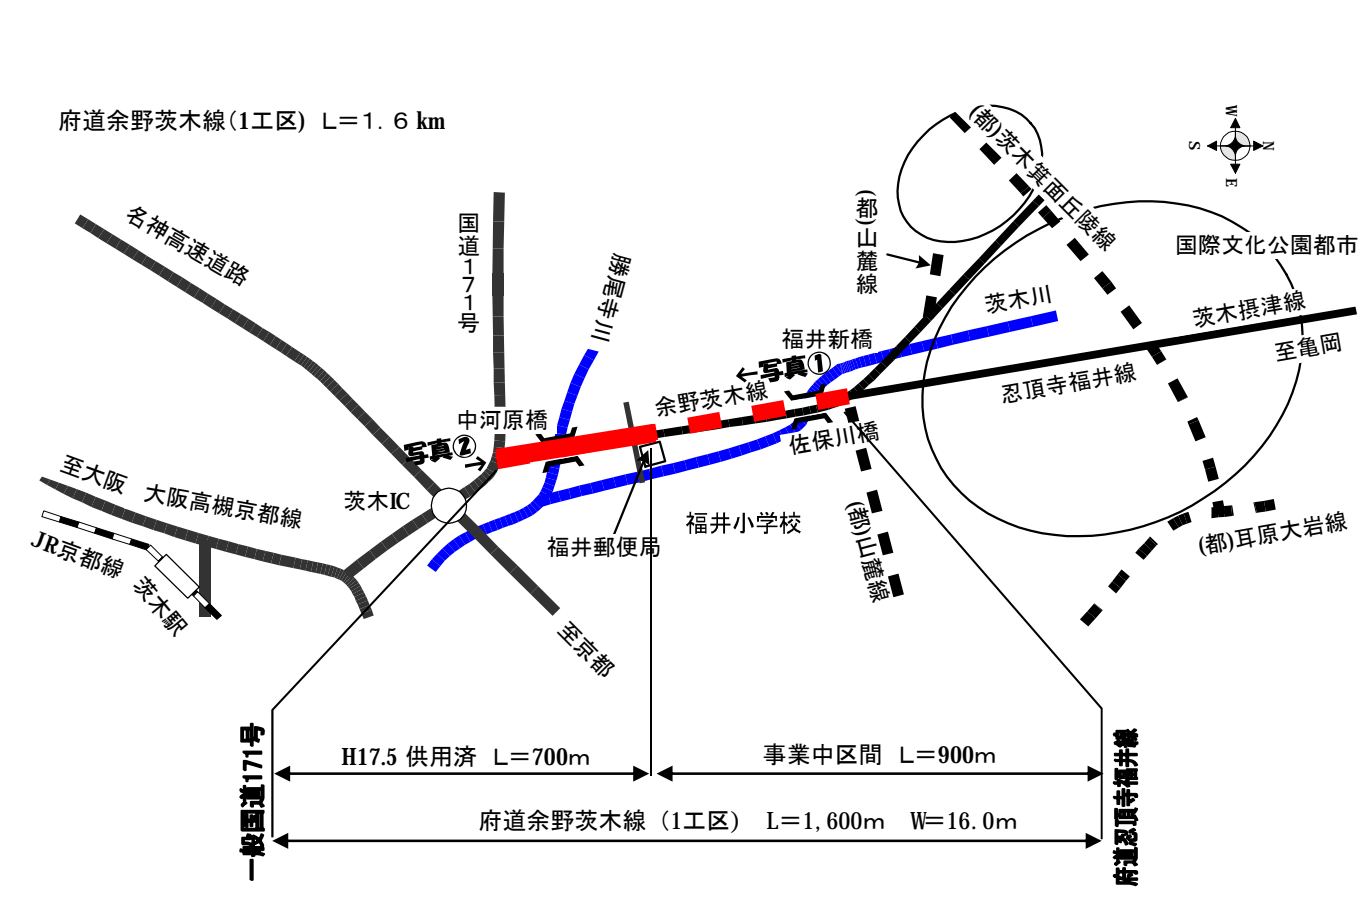 府道余野茨木線(1工区) L=1.6km
W
S
N
E
(都)茨木箕面丘陵線
名神高速道路
国道171号
勝尾寺川
(都)山麓線
国際文化公園都市
茨木川
茨木摂津線
至亀岡
福井新橋
←写真①
余野茨木線
忍頂寺福井線
中河原橋
写真②
→
佐保川橋
至大阪 大阪高槻京都線
茨木IC
JR京都線 茨木駅
福井郵便局
福井小学校
(都)山麓線
(都)耳原大岩線
至京都
一般国道171号
H17.5 供用済 L=700m
事業中区間 L=900m
府道余野茨木線(1工区) L=1,600m W=16.0m
府道忍頂寺福井線